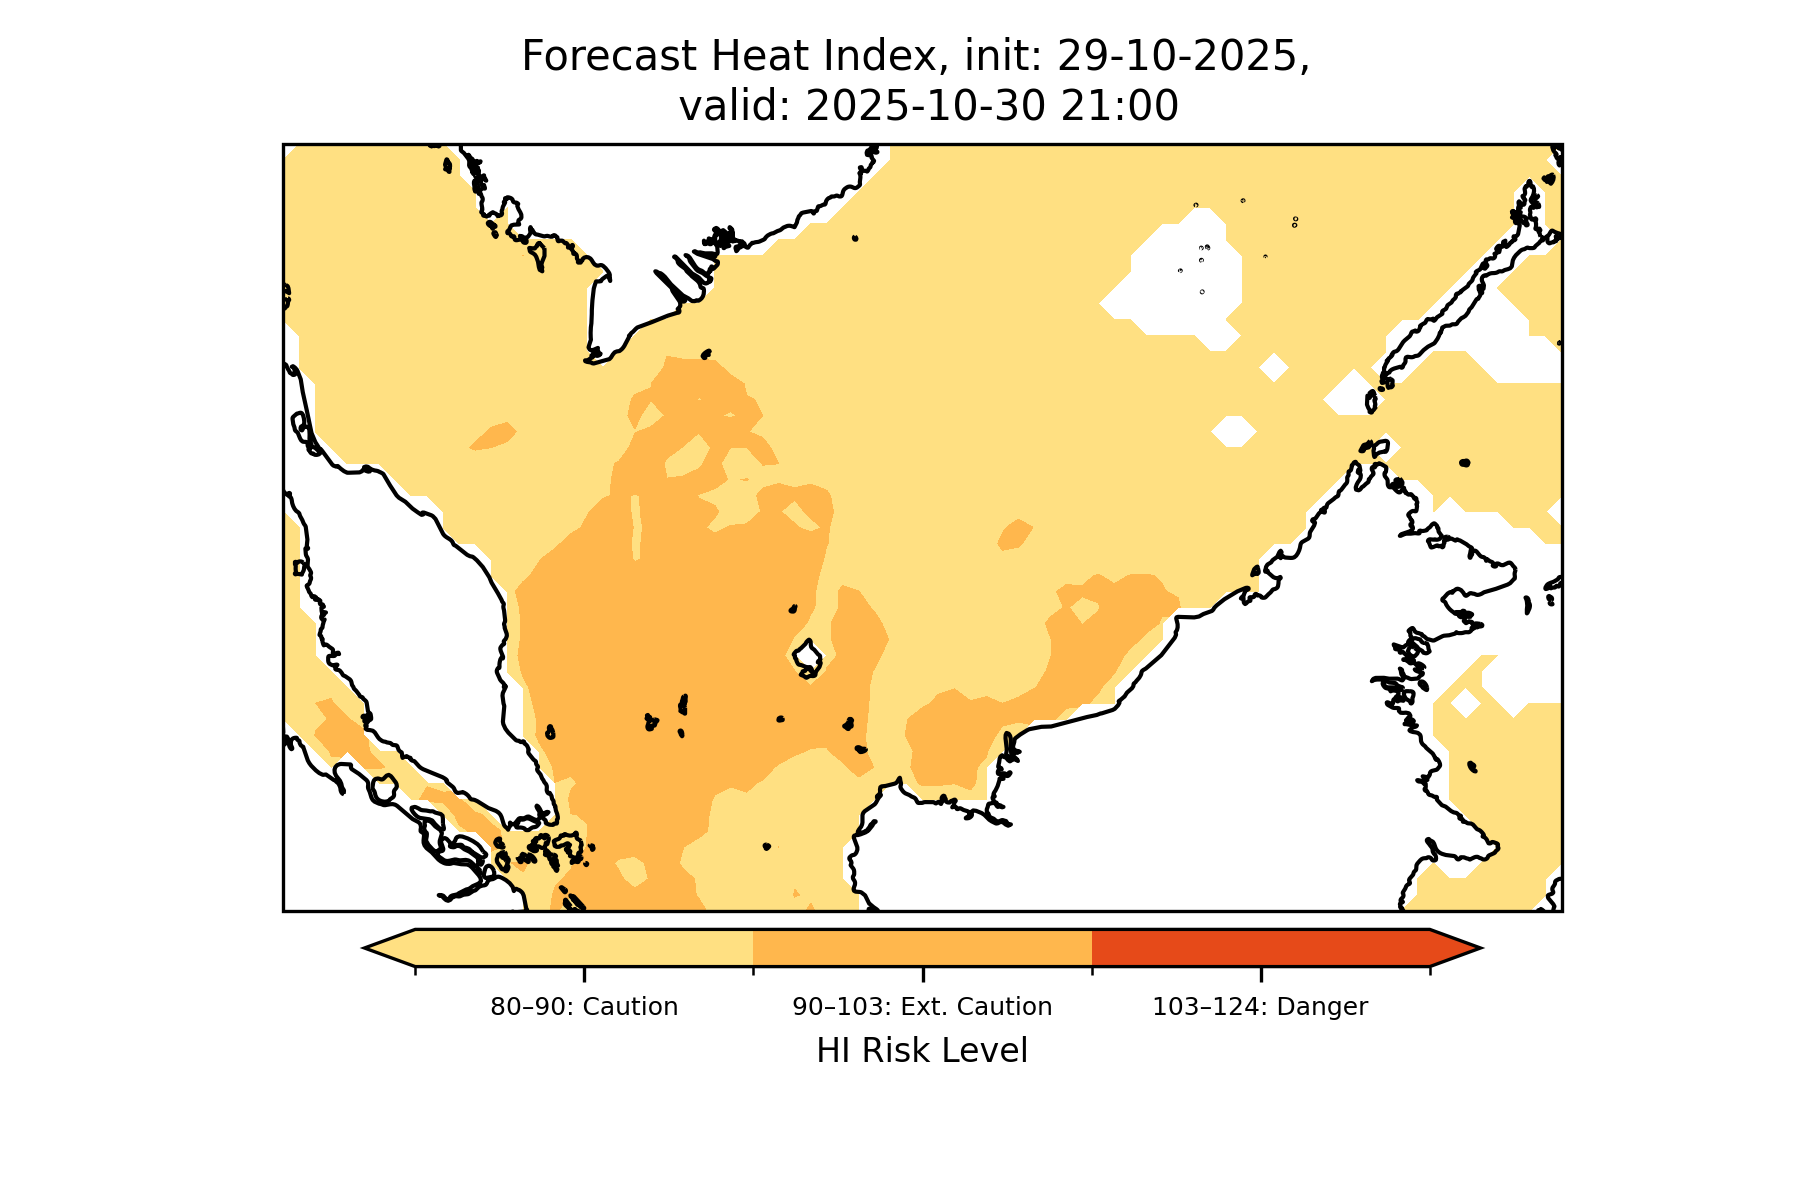 Forecast Heat Index, init: 29-10-2025,
valid: 2025-10-30 21:00
80–90: Caution
90–103: Ext. Caution
103–124: Danger
HI Risk Level